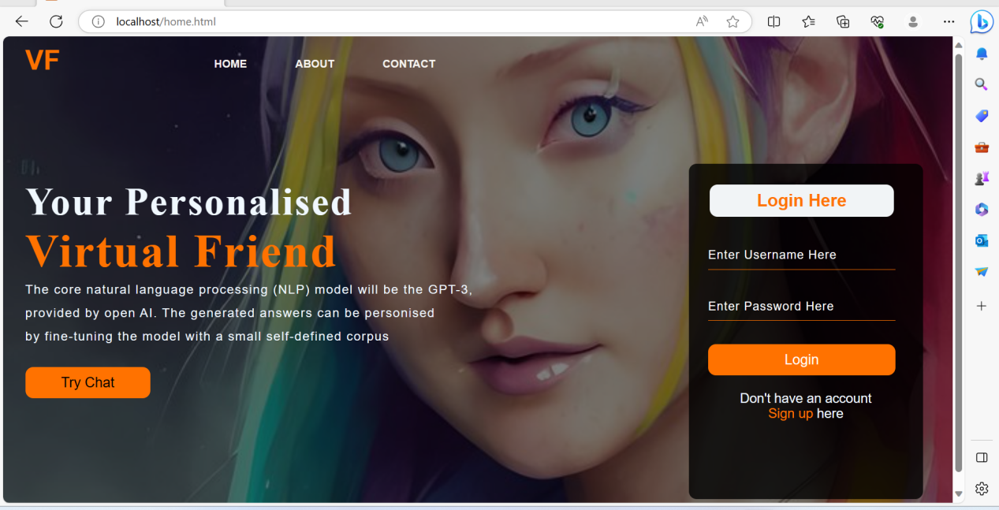 localhost/home.html
VF
HOME ABOUT CONTACT
Your Personalised
Virtual Friend
The core natural language processing (NLP) model will be the GPT-3,
provided by open AI. The generated answers can be personised
by fine-tuning the model with a small self-defined corpus
Try Chat
Login Here
Enter Username Here
Enter Password Here
Login
Don't have an account
Sign up here